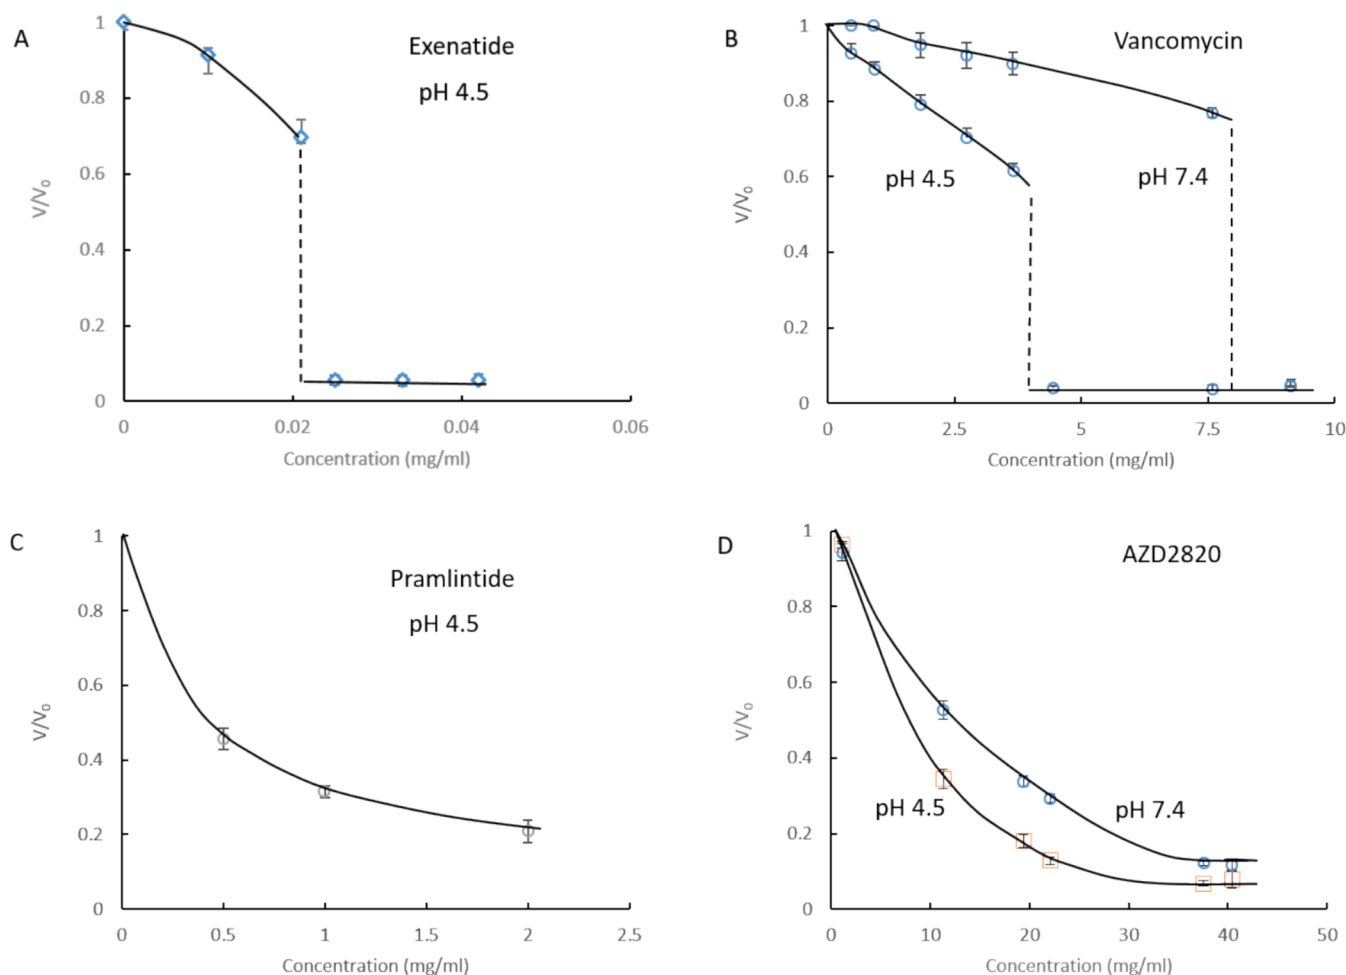 A
Exenatide
pH 4.5
1
0.8
0.6
0.4
0.2
0
V/V0
0
0.02
0.04
0.06
Concentration (mg/ml)
B
Vancomycin
pH 4.5
pH 7.4
1
0.8
0.6
0.4
0.2
0
V/V0
0
2.5
5
7.5
10
Concentration (mg/ml)
C
Pramlintide
pH 4.5
1
0.8
0.6
0.4
0.2
0
V/V0
0
0.5
1
1.5
2
2.5
Concentration (mg/ml)
D
AZD2820
pH 4.5
pH 7.4
1
0.8
0.6
0.4
0.2
0
V/V0
0
10
20
30
40
50
Concentration (mg/ml)